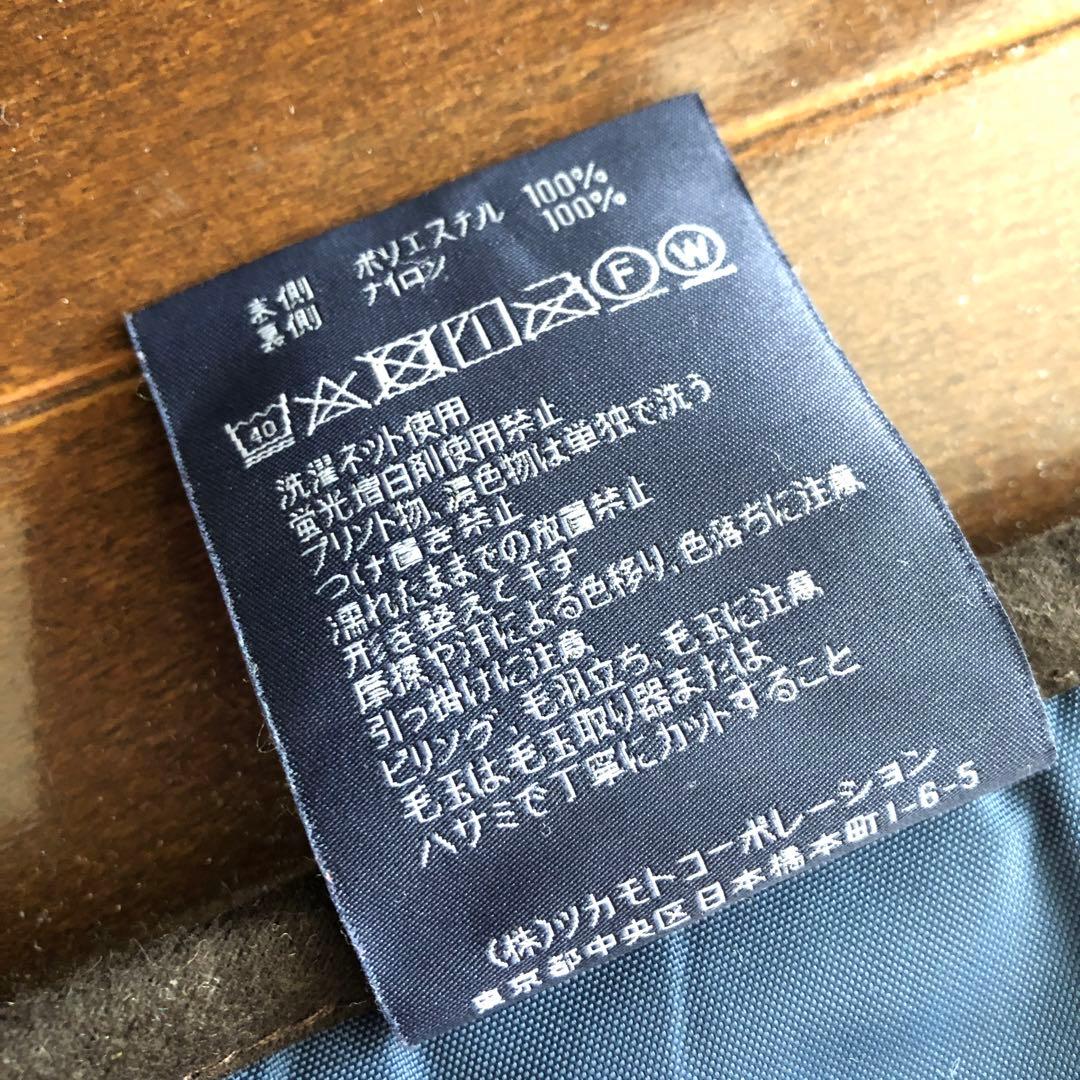 表側 ポリエステル 100%
裏側 ナイロン 100%
40 F W
洗濯ネット使用
蛍光増白剤使用禁止
プリント物、濃色物は単独で洗う
つけ置き禁止
濡れたままでの放置禁止
形を整えて干す
摩擦や汗による色移り、色落ちに注意
引っ掛けに注意
ピリング、毛羽立ち、毛玉に注意
毛玉は毛玉取り器または
ハサミで丁寧にカットすること
(株)ツカモトコーポレーション
東京都中央区日本橋本町1-6-5